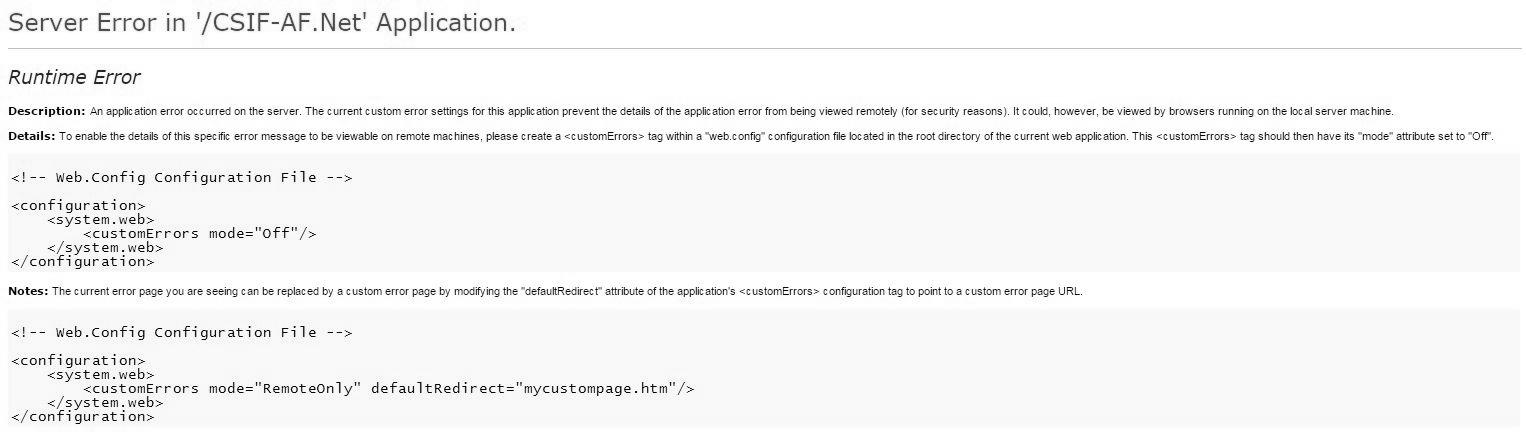 Server Error in '/CSIF-AF.Net' Application.
Runtime Error
Description: An application error occurred on the server. The current custom error settings for this application prevent the details of the application error from being viewed remotely (for security reasons). It could, however, be viewed by browsers running on the local server machine.
Details: To enable the details of this specific error message to be viewable on remote machines, please create a <customErrors> tag within a "web.config" configuration file located in the root directory of the current web application. This <customErrors> tag should then have its "mode" attribute set to "Off".
<!-- Web.Config Configuration File -->
<configuration>
    <system.web>
        <customErrors mode="Off"/>
    </system.web>
</configuration>
Notes: The current error page you are seeing can be replaced by a custom error page by modifying the "defaultRedirect" attribute of the application's <customErrors> configuration tag to point to a custom error page URL.
<!-- Web.Config Configuration File -->
<configuration>
    <system.web>
        <customErrors mode="RemoteOnly" defaultRedirect="mycustompage.htm"/>
    </system.web>
</configuration>